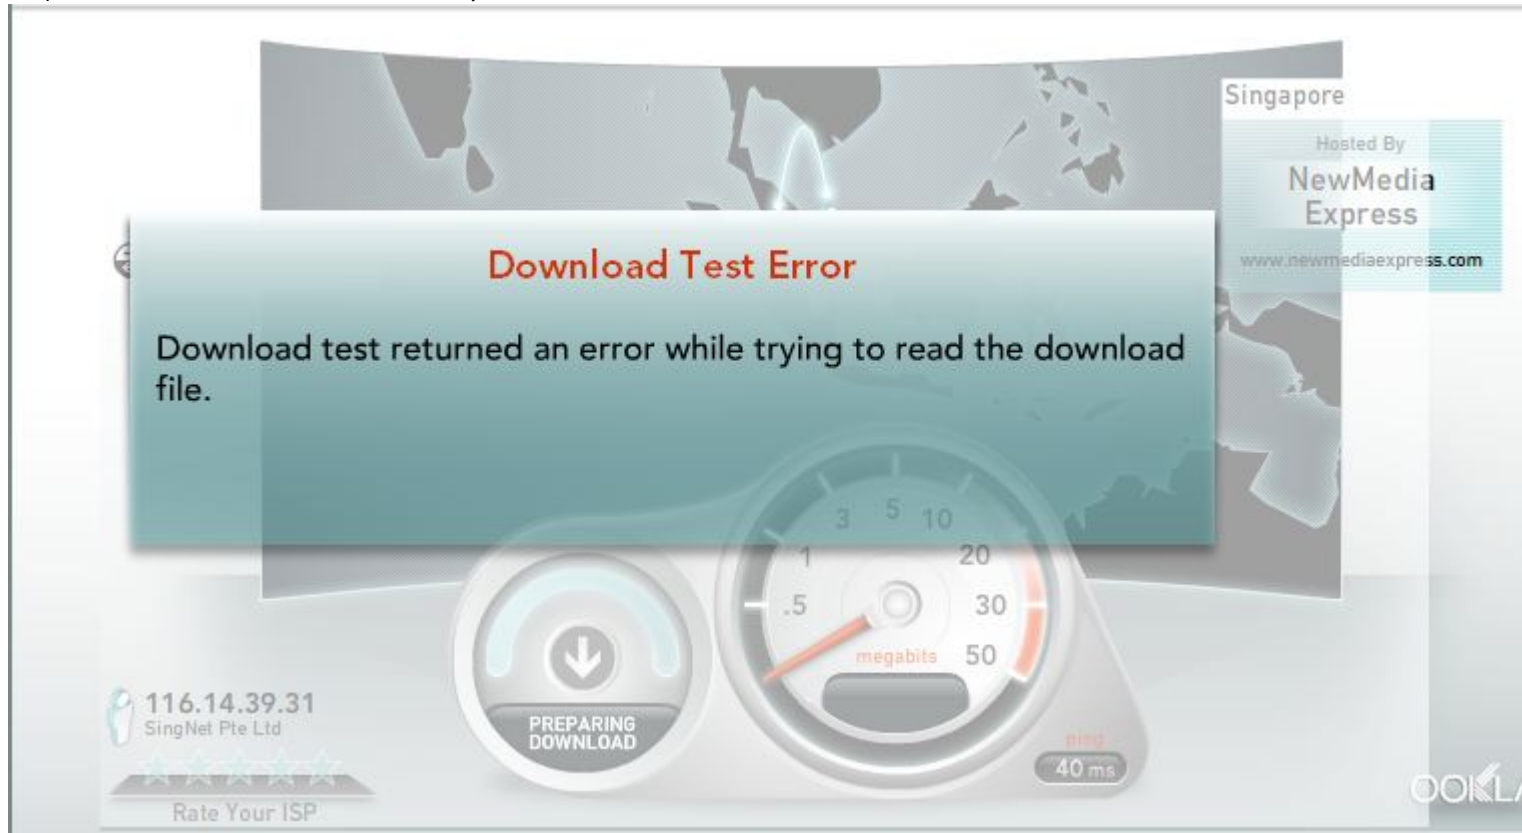 Singapore
Hosted By
NewMedia
Express
www.newmediaexpress.com
Download Test Error
Download test returned an error while trying to read the download
file.
3 5 10
1 20
.5 30
megabits 50
116.14.39.31
SingNet Pte Ltd
PREPARING
DOWNLOAD
ping
40 ms
Rate Your ISP
OOKLA